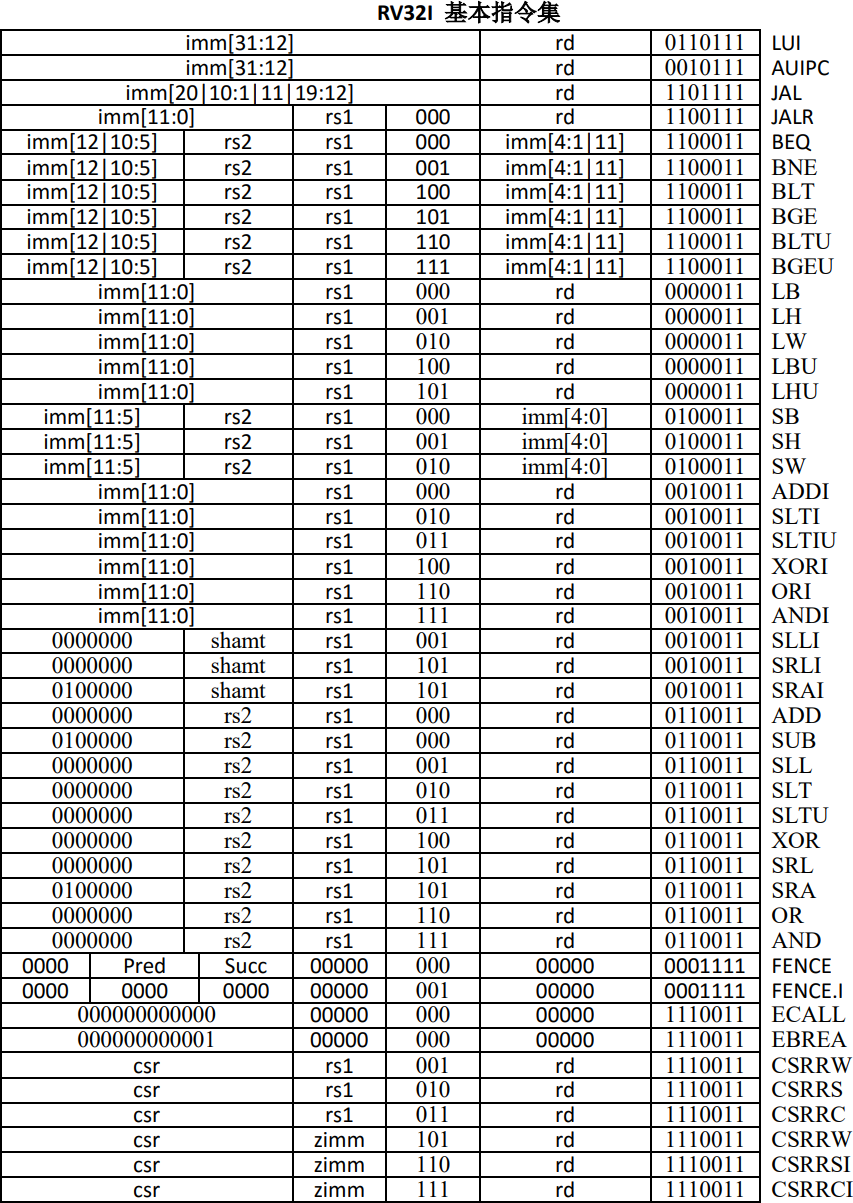 RV32I 基本指令集
imm[31:12] rd 0110111 LUI
imm[31:12] rd 0010111 AUIPC
imm[20|10:1|11|19:12] rd 1101111 JAL
imm[11:0] rs1 000 rd 1100111 JALR
imm[12|10:5] rs2 rs1 000 imm[4:1|11] 1100011 BEQ
imm[12|10:5] rs2 rs1 001 imm[4:1|11] 1100011 BNE
imm[12|10:5] rs2 rs1 100 imm[4:1|11] 1100011 BLT
imm[12|10:5] rs2 rs1 101 imm[4:1|11] 1100011 BGE
imm[12|10:5] rs2 rs1 110 imm[4:1|11] 1100011 BLTU
imm[12|10:5] rs2 rs1 111 imm[4:1|11] 1100011 BGEU
imm[11:0] rs1 000 rd 0000011 LB
imm[11:0] rs1 001 rd 0000011 LH
imm[11:0] rs1 010 rd 0000011 LW
imm[11:0] rs1 100 rd 0000011 LBU
imm[11:0] rs1 101 rd 0000011 LHU
imm[11:5] rs2 rs1 000 imm[4:0] 0100011 SB
imm[11:5] rs2 rs1 001 imm[4:0] 0100011 SH
imm[11:5] rs2 rs1 010 imm[4:0] 0100011 SW
imm[11:0] rs1 000 rd 0010011 ADDI
imm[11:0] rs1 010 rd 0010011 SLTI
imm[11:0] rs1 011 rd 0010011 SLTIU
imm[11:0] rs1 100 rd 0010011 XORI
imm[11:0] rs1 110 rd 0010011 ORI
imm[11:0] rs1 111 rd 0010011 ANDI
0000000 shamt rs1 001 rd 0010011 SLLI
0000000 shamt rs1 101 rd 0010011 SRLI
0100000 shamt rs1 101 rd 0010011 SRAI
0000000 rs2 rs1 000 rd 0110011 ADD
0100000 rs2 rs1 000 rd 0110011 SUB
0000000 rs2 rs1 001 rd 0110011 SLL
0000000 rs2 rs1 010 rd 0110011 SLT
0000000 rs2 rs1 011 rd 0110011 SLTU
0000000 rs2 rs1 100 rd 0110011 XOR
0000000 rs2 rs1 101 rd 0110011 SRL
0100000 rs2 rs1 101 rd 0110011 SRA
0000000 rs2 rs1 110 rd 0110011 OR
0000000 rs2 rs1 111 rd 0110011 AND
0000 Pred Succ 00000 000 00000 0001111 FENCE
0000 0000 0000 00000 001 00000 0001111 FENCE.I
000000000000 00000 000 00000 1110011 ECALL
000000000001 00000 000 00000 1110011 EBREA
csr rs1 001 rd 1110011 CSRRW
csr rs1 010 rd 1110011 CSRRS
csr rs1 011 rd 1110011 CSRRC
csr zimm 101 rd 1110011 CSRRW
csr zimm 110 rd 1110011 CSRRSI
csr zimm 111 rd 1110011 CSRRCI